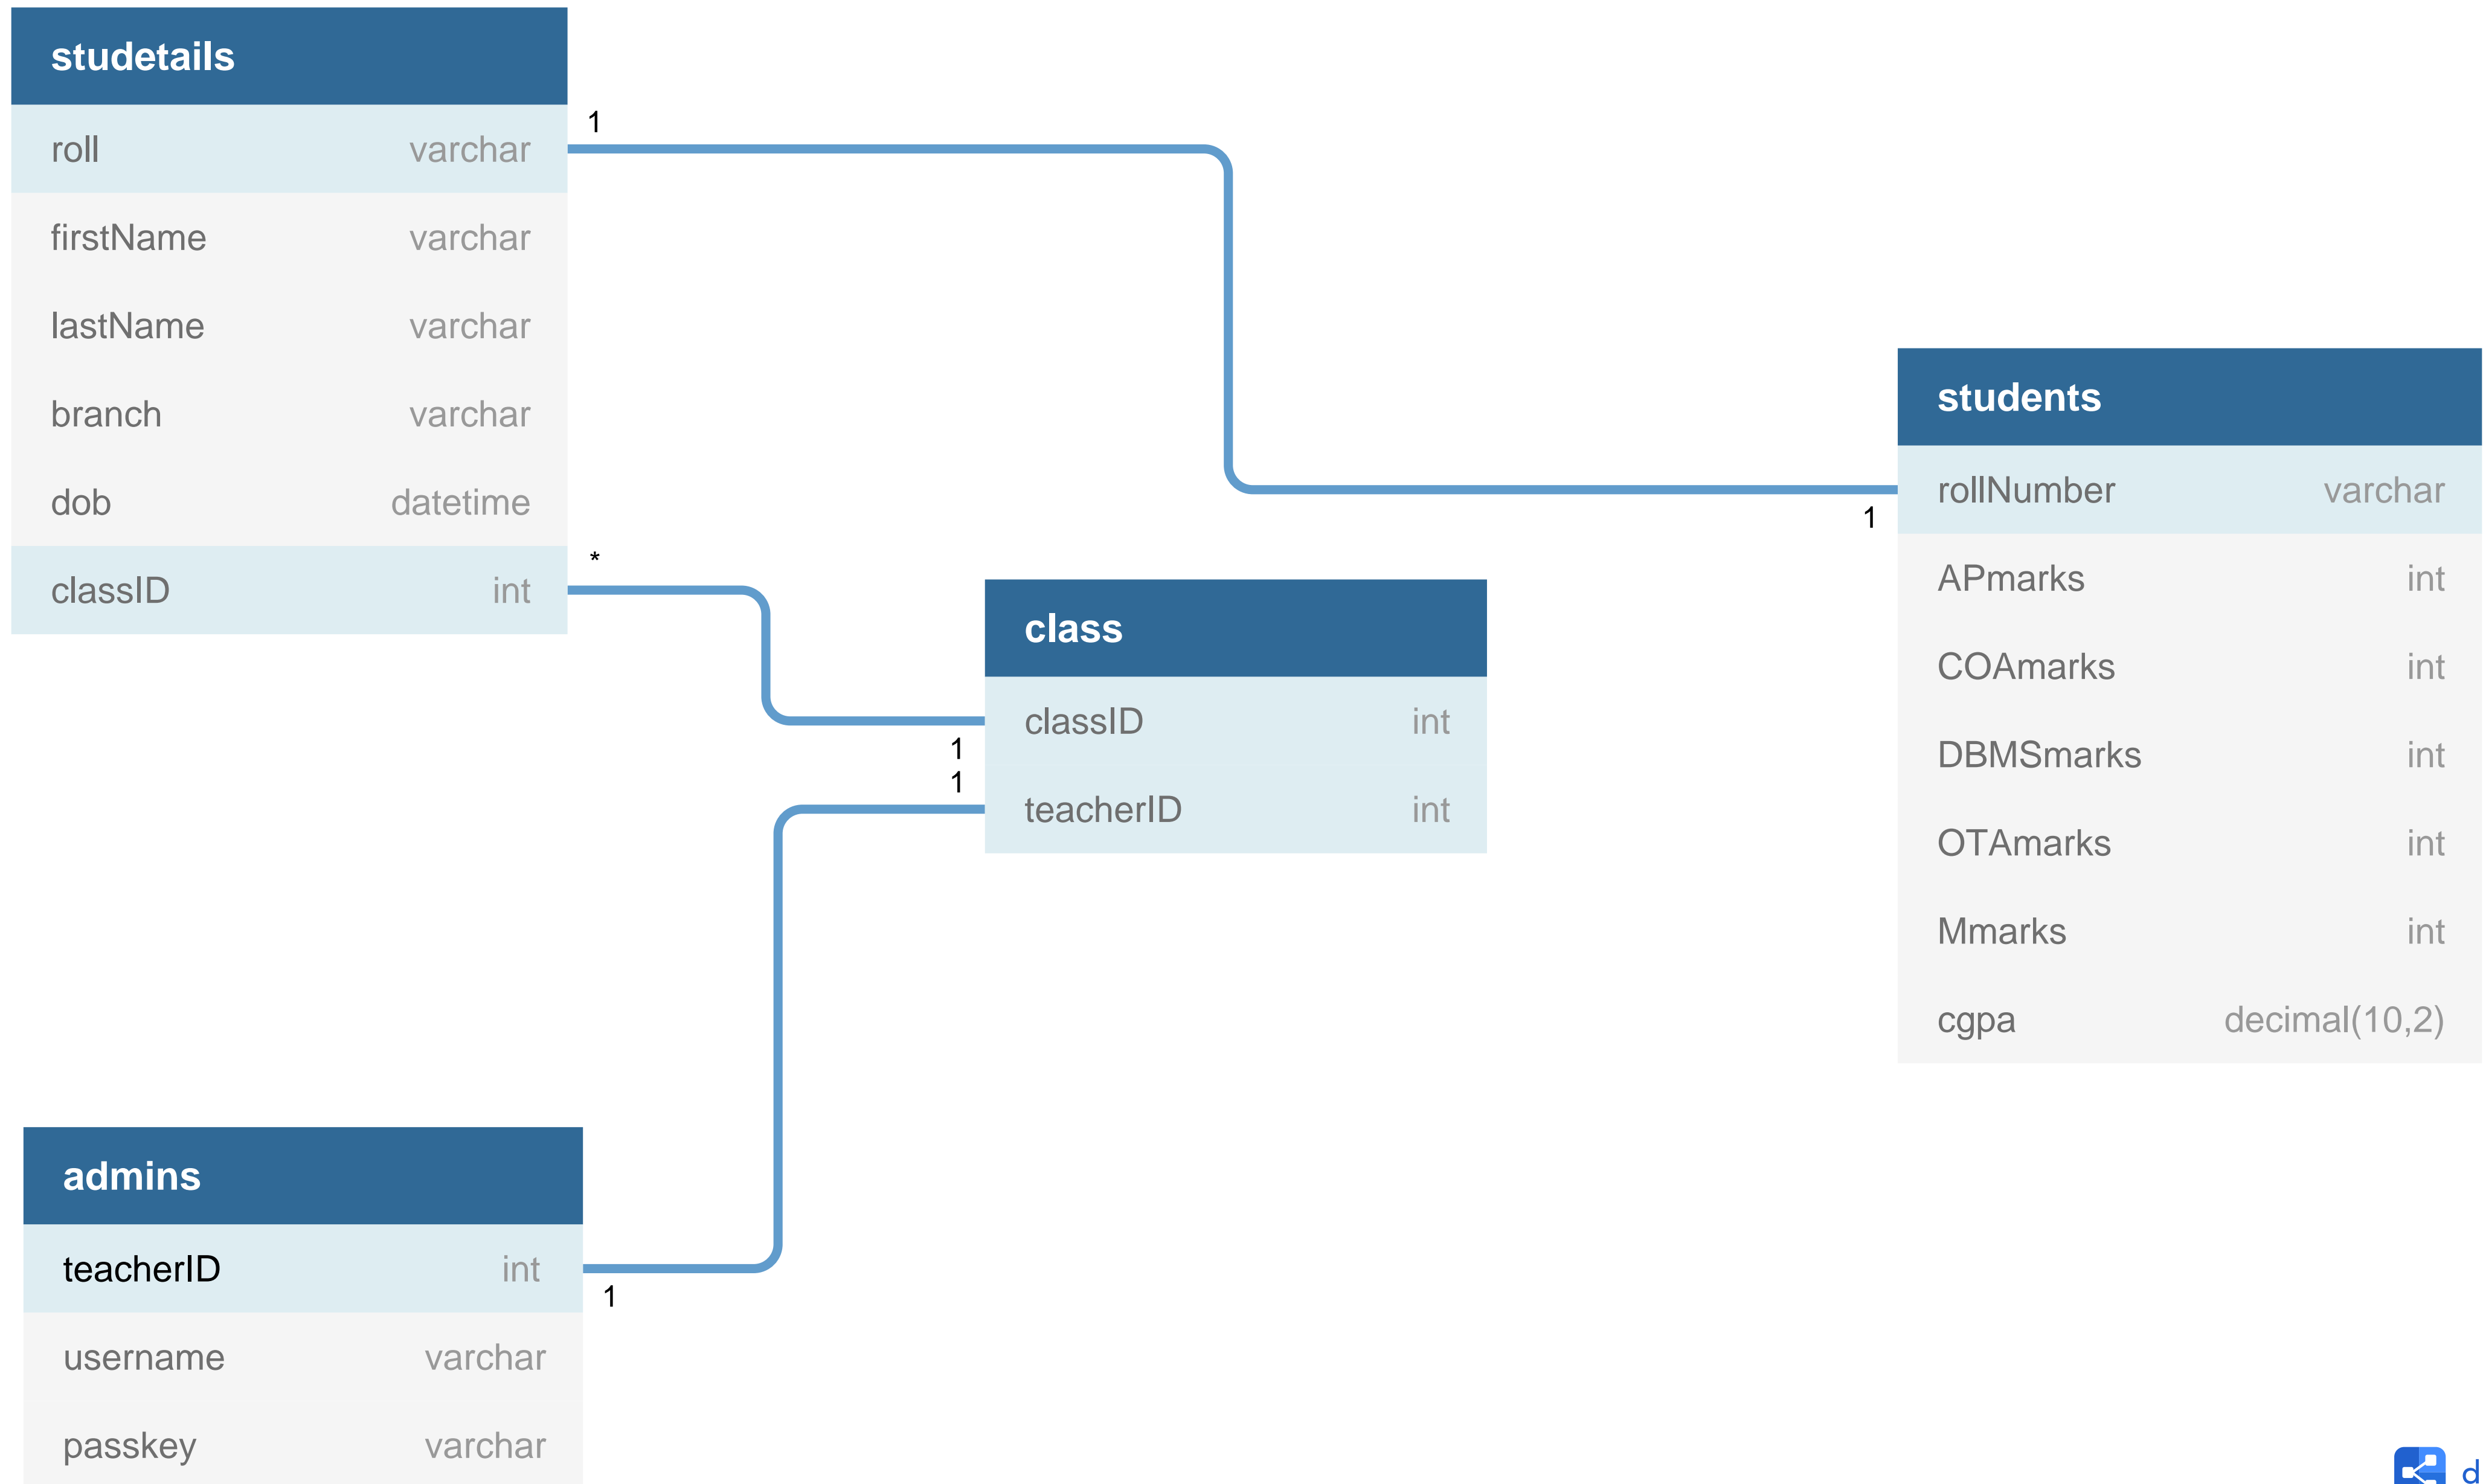 studetails
roll varchar
1
firstName varchar
lastName varchar
branch varchar
dob datetime
*
classID int
students
rollNumber varchar
1
APmarks int
COAmarks int
DBMSmarks int
OTAmarks int
Mmarks int
cgpa decimal(10,2)
class
classID int
1
1
teacherID int
admins
teacherID int
1
username varchar
passkey varchar
d